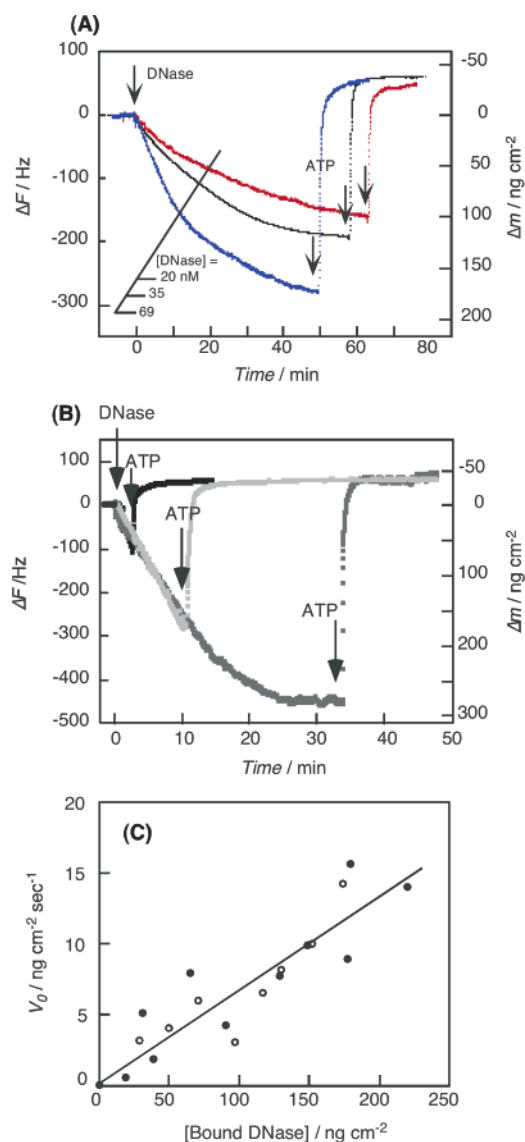 (A)
100
0
-100
-200
-300
ΔF / Hz
DNase
ATP
[DNase] =
20 nM
35
69
-50
0
50
100
150
200
Δm / ng cm-2
0
20
40
60
80
Time / min
(B)
DNase
ATP
ATP
ATP
100
0
-100
-200
-300
-400
-500
ΔF /Hz
-50
0
100
200
300
Δm / ng cm-2
0
10
20
30
40
50
Time / min
(C)
20
15
10
5
0
V0 / ng cm-2 sec-1
0
50
100
150
200
250
[Bound DNase] / ng cm-2